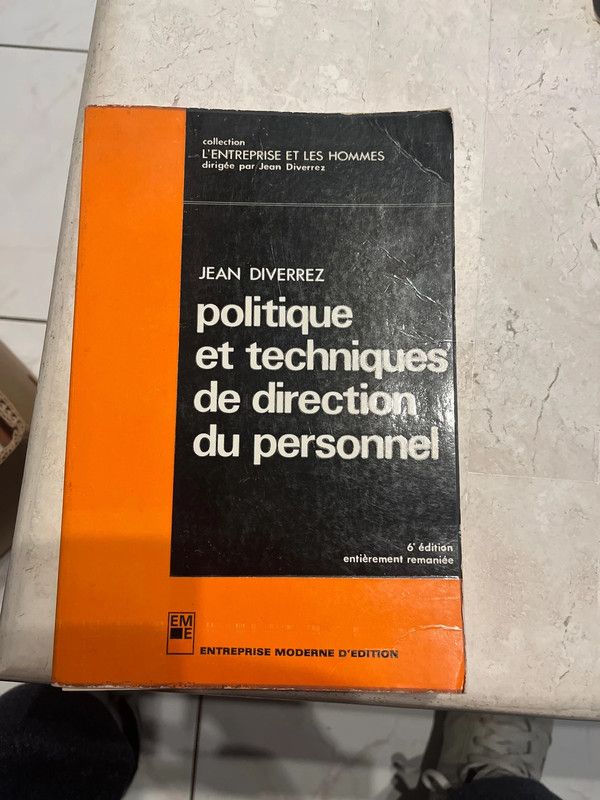 collection
L'ENTREPRISE ET LES HOMMES
dirigée par Jean Diverrez
JEAN DIVERREZ
politique
et techniques
de direction
du personnel
6e édition
entièrement remaniée
EM
E
ENTREPRISE MODERNE D'EDITION